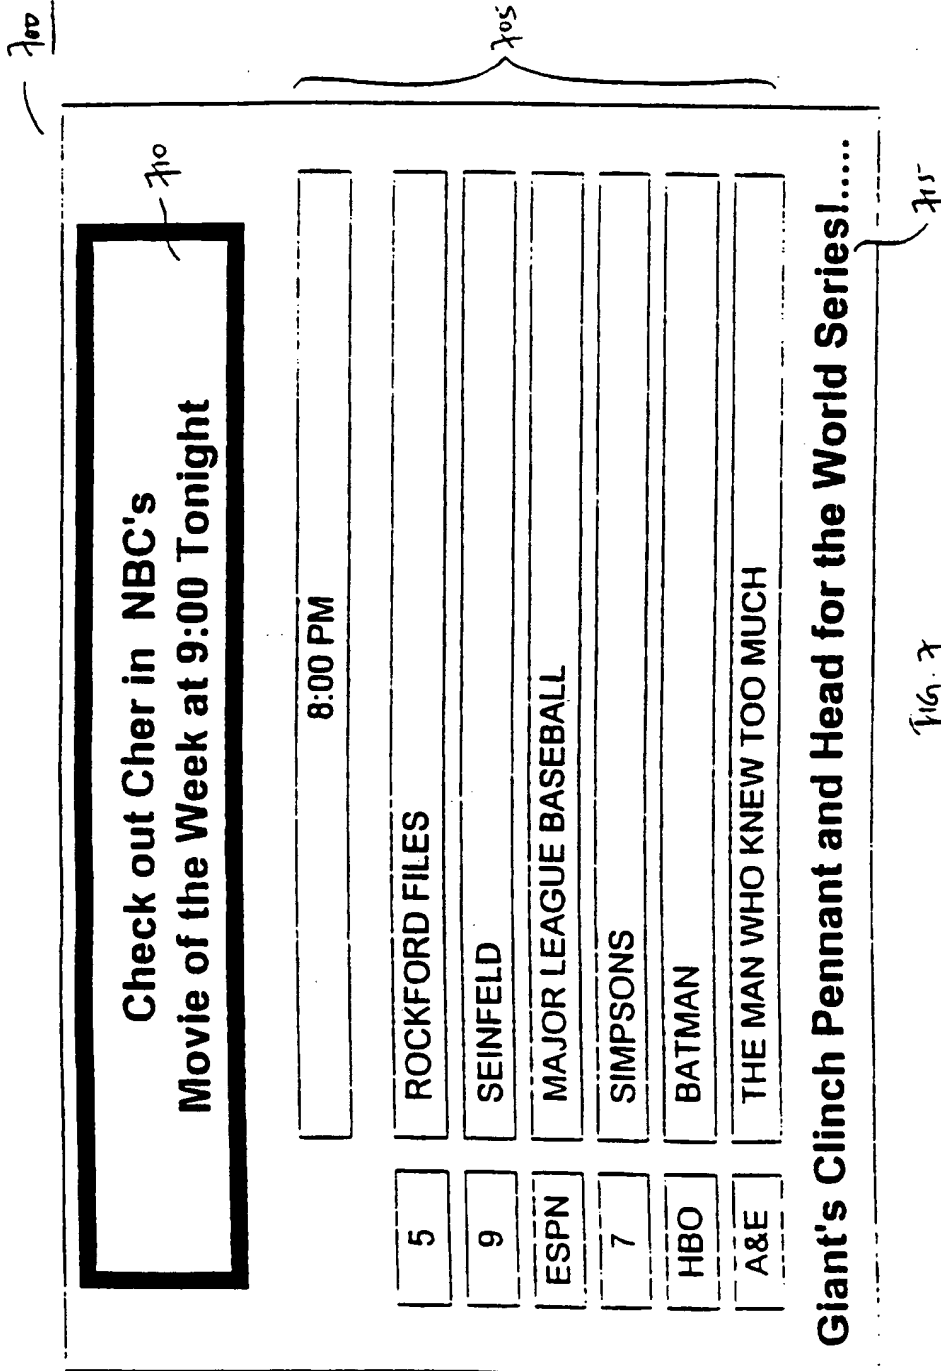 700
Check out Cher in NBC's
Movie of the Week at 9:00 Tonight
710
8:00 PM
705
5 ROCKFORD FILES
9 SEINFELD
ESPN MAJOR LEAGUE BASEBALL
7 SIMPSONS
HBO BATMAN
A&E THE MAN WHO KNEW TOO MUCH
Giant's Clinch Pennant and Head for the World Series!.....
715
FIG. 7